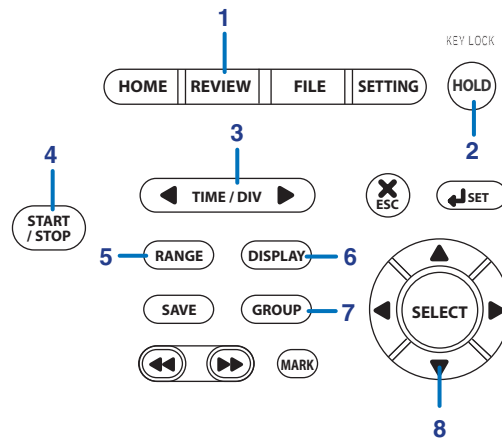 1
KEY LOCK
HOME REVIEW FILE SETTING HOLD
2
3
4
TIME / DIV
ESC
SET
START
/ STOP
5 RANGE DISPLAY 6
SAVE GROUP 7
SELECT
MARK
8